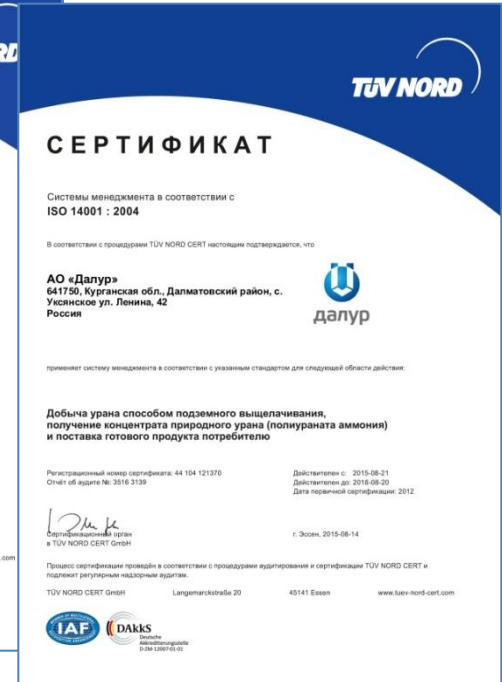 RD
TÜV NORD
СЕРТИФИКАТ
Системы менеджмента в соответствии с
ISO 14001 : 2004
В соответствии с процедурами TÜV NORD CERT настоящим подтверждается, что
АО «Далур»
641750, Курганская обл., Далматовский район, с.
Уксянское ул. Ленина, 42
Россия
далур
применяет систему менеджмента в соответствии с указанным стандартом для следующей области действия:
Добыча урана способом подземного выщелачивания,
получение концентрата природного урана (полиураната аммония)
и поставка готового продукта потребителю
Регистрационный номер сертификата: 44 104 121370
Отчёт об аудите №: 3516 3139
Действителен с: 2015-08-21
Действителен до: 2018-08-20
Дата первичной сертификации: 2012
Сертификационный орган
в TÜV NORD CERT GmbH
г. Эссен, 2015-08-14
.com
Процесс сертификации проведён в соответствии с процедурами аудитирования и сертификации TÜV NORD CERT и
подлежит регулярным надзорным аудитам.
TÜV NORD CERT GmbH Langemarckstraße 20 45141 Essen www.tuev-nord-cert.com
IAF
DAkkS
Deutsche
Akkreditierungsstelle
D-ZM-12007-01-01